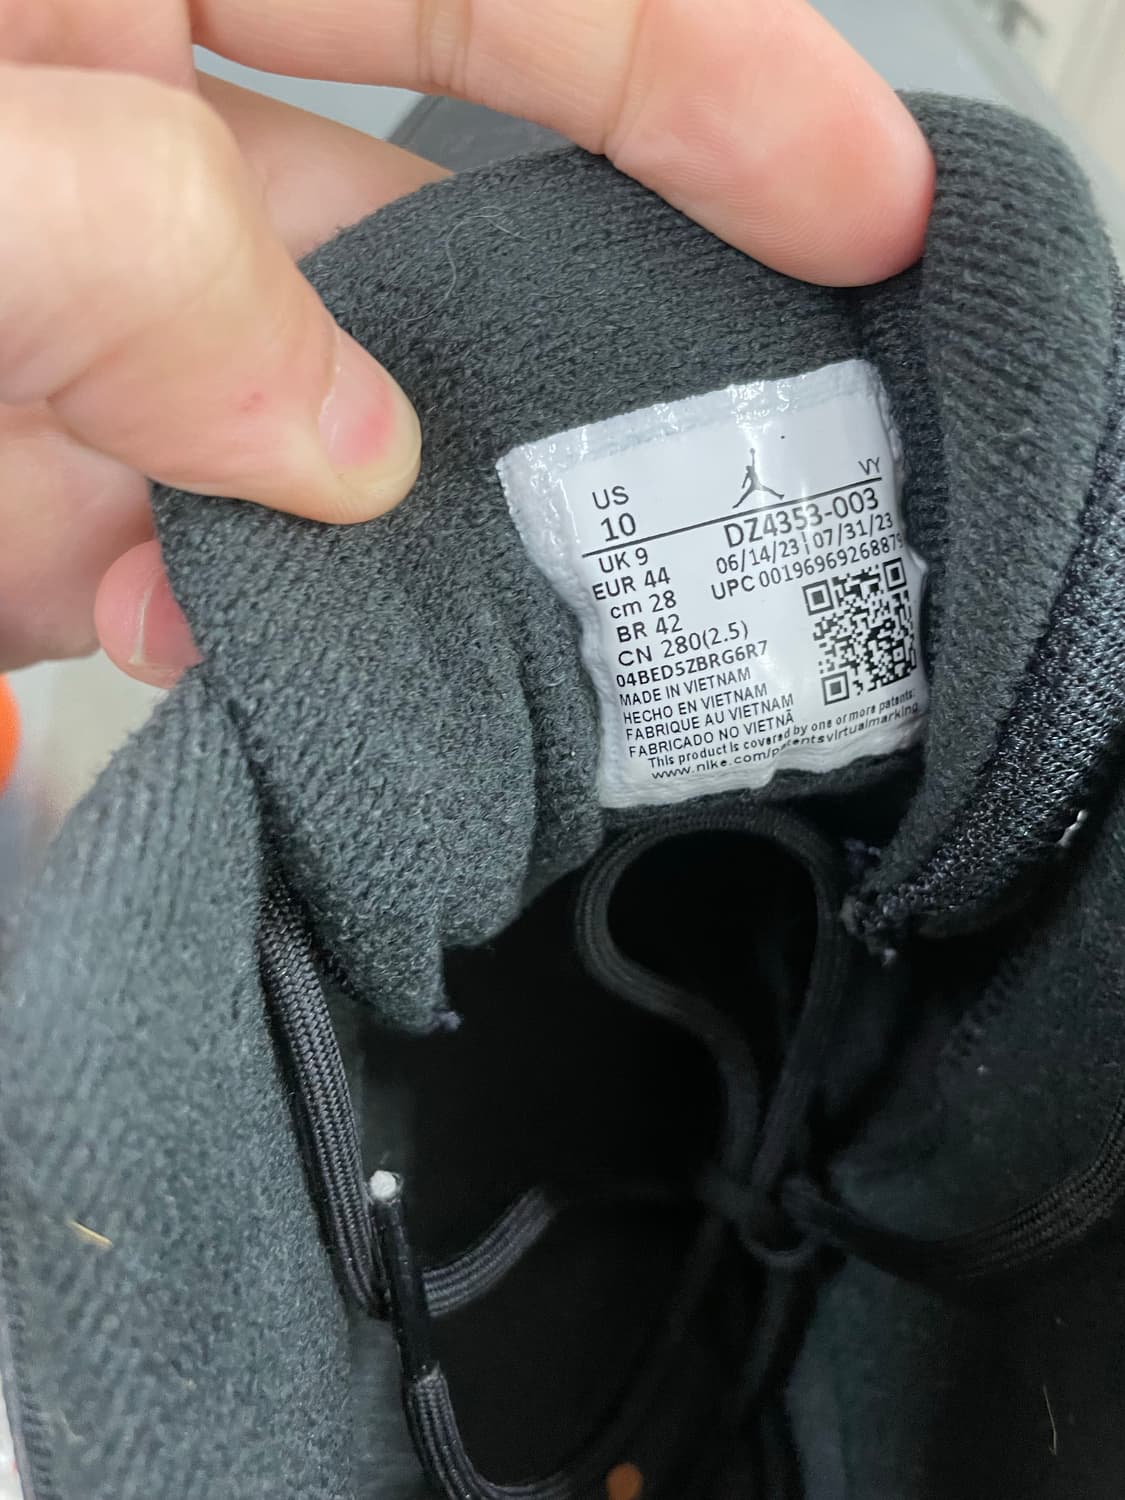 US
10
VY
UK 9
EUR 44
cm 28
BR 42
CN 280(2.5)
DZ4353-003
06/14/23|07/31/23
UPC 00196969268879
04BED5ZBRG6R7
MADE IN VIETNAM
HECHO EN VIETNAM
FABRIQUE AU VIETNAM
FABRICADO NO VIETNÃ
This product is covered by one or more patents:
www.nike.com/patentsvirtualmarking